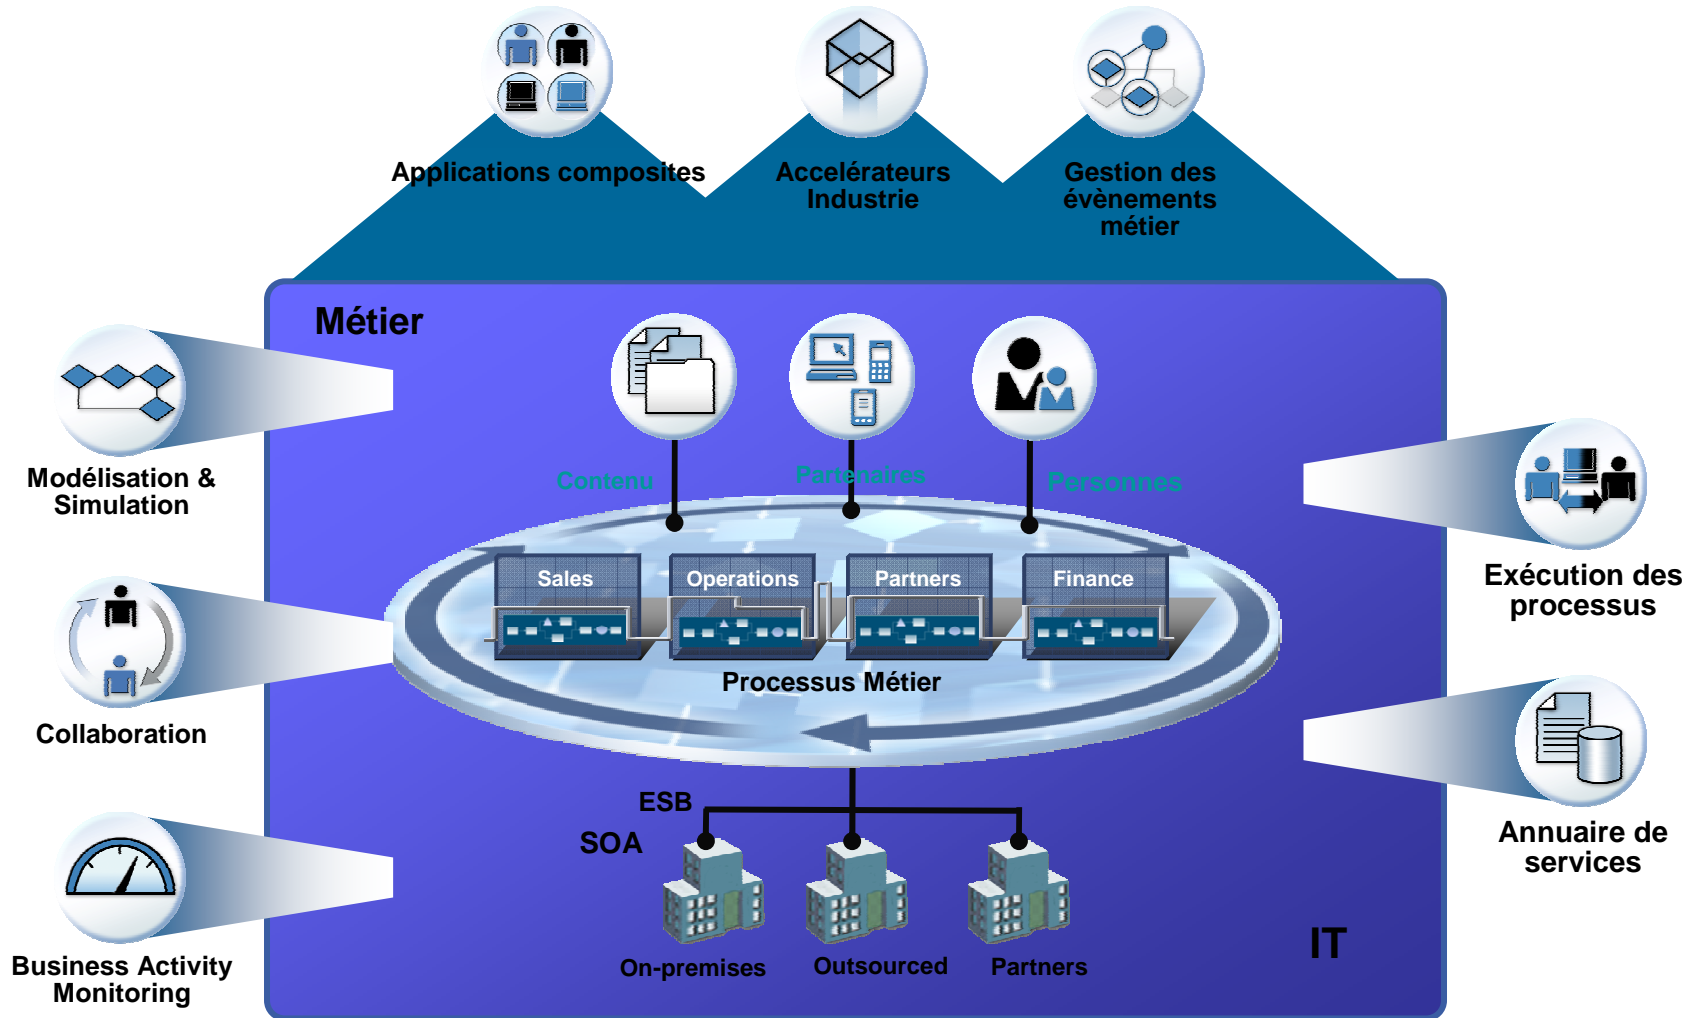 Applications composites
Accelérateurs
Industrie
Gestion des
évènements
métier
Métier
Modélisation &
Simulation
Contenu
Partenaires
Personnes
Exécution des
processus
Sales
Operations
Partners
Finance
Processus Métier
Collaboration
ESB
SOA
Annuaire de
services
Business Activity
Monitoring
On-premises
Outsourced
Partners
IT